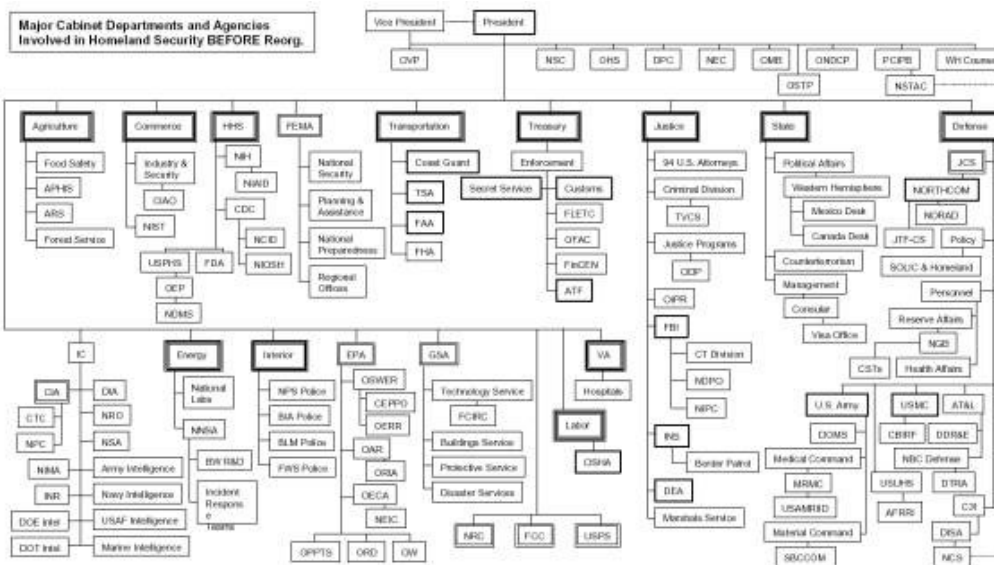 Major Cabinet Departments and Agencies
Involved in Homeland Security BEFORE Reorg.
Vice President
President
OVP
NSC
OHS
DPC
NEC
OMB
OSTP
ONDCP
PCIPB
NSTAC
WH Counse
Agriculture
Food Safety
APHIS
ARS
Forest Service
Commerce
Industry &
Security
CIAO
NIST
HHS
NIH
NIAID
CDC
NCID
NIOSH
USPHS
FDA
OEP
NDMS
FEMA
National
Security
Planning &
Assistance
National
Preparedness
Regional
Offices
Transportation
Coast Guard
TSA
FAA
FHA
Treasury
Enforcement
Secret Service
Customs
FLETC
OFAC
FinCEN
ATF
Justice
94 U.S. Attorneys
Criminal Division
TVCS
Justice Programs
ODP
OIPR
FBI
CT Division
NDPO
NIPC
INS
Border Patrol
DEA
Marshals Service
State
Political Affairs
Western Hemisphere
Mexico Desk
Canada Desk
Counterterrorism
Management
Consular
Visa Office
Defense
JCS
NORTHCOM
NORAD
JTF-CS
Policy
SOLIC & Homeland
Personnel
Reserve Affairs
NGB
CSTs
Health Affairs
U.S. Army
DOMS
Medical Command
MRMC
USAMRIID
Material Command
SBCCOM
USMC
CBIRF
AT&L
DDR&E
NBC Defense
USUHS
DTRA
AFRRI
C3I
DISA
NCS
IC
CIA
CTC
NPC
DIA
NRO
NSA
NIMA
Army Intelligence
INR
Navy Intelligence
DOE Intel
USAF Intelligence
DOT Intel
Marine Intelligence
Energy
National
Labs
NNSA
BW R&D
Incident
Respons
e
Teams
Interior
NPS Police
BIA Police
BLM Police
FWS Police
EPA
OSWER
CEPPO
OERR
OAR
ORIA
OECA
NEIC
OPPTS
ORD
OW
GSA
Technology Service
FCIRC
Buildings Service
Protective Service
Disaster Services
VA
Hospitals
Labor
OSHA
NRC
FCC
USPS